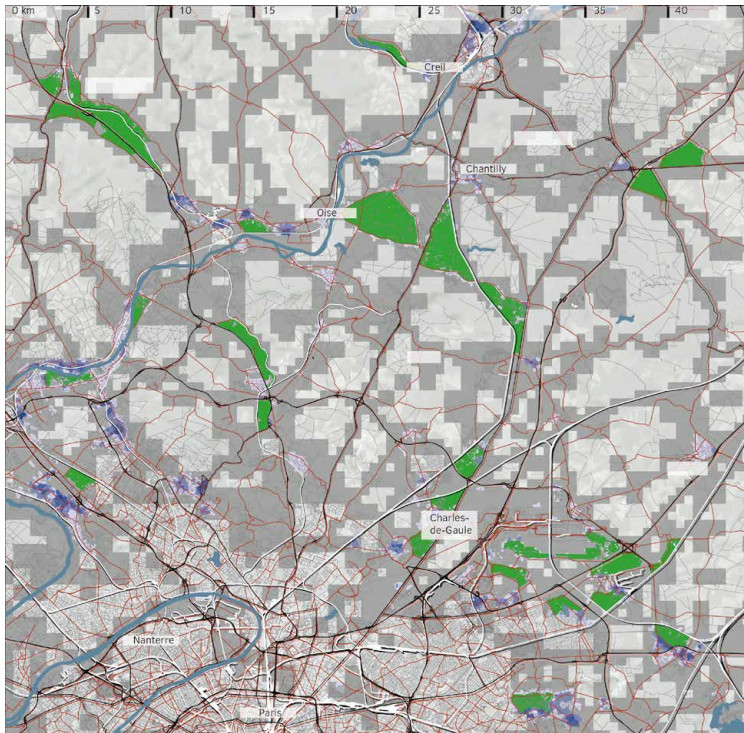 0 km 5 10 15 20 25 30 35 40
Creil
Chantilly
Oise
Charles-
de-Gaule
Nanterre
Paris